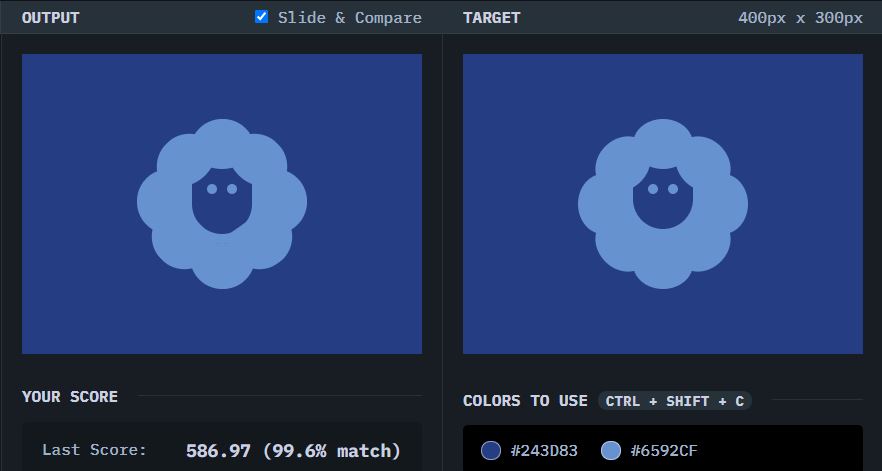 OUTPUT
Slide & Compare
TARGET
400px x 300px
YOUR SCORE
Last Score:
586.97 (99.6% match)
COLORS TO USE
CTRL + SHIFT + C
#243D83
#6592CF